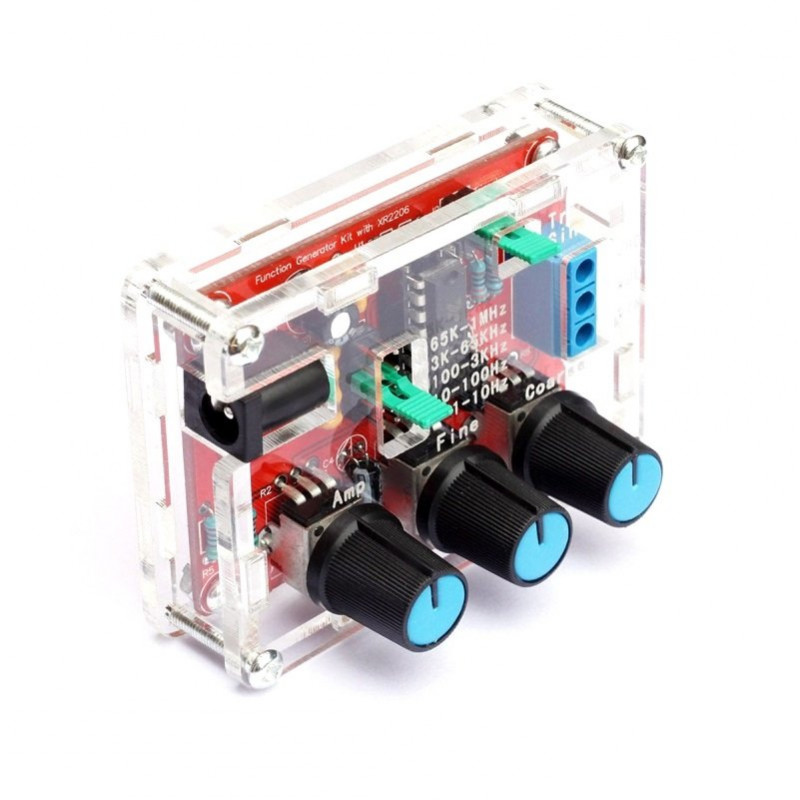 Function Generator Kit with XR2206
65K-1MHz
3K-65KHz
100-3KHz
10-100Hz
1-10Hz
Fine
Amp
R2
C4
R5